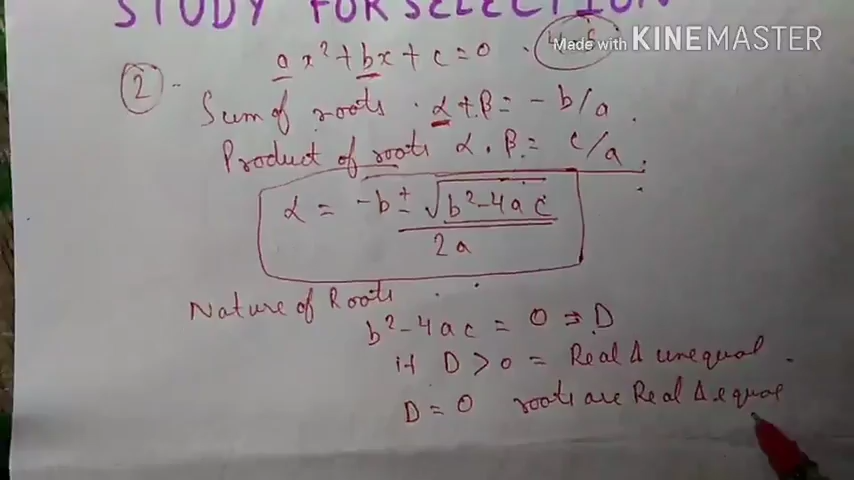 STUDY FOR SELECTION
Made with KINEMASTER
2
ax²+bx+c=0
Sum of roots α+β=-b/a
Product of roots α.β= c/a
α = -b±√b²-4ac
2a
Nature of Roots
b²-4ac = 0 ⇒ D
if D>0 = Real & unequal
D=0 roots are Real & equal